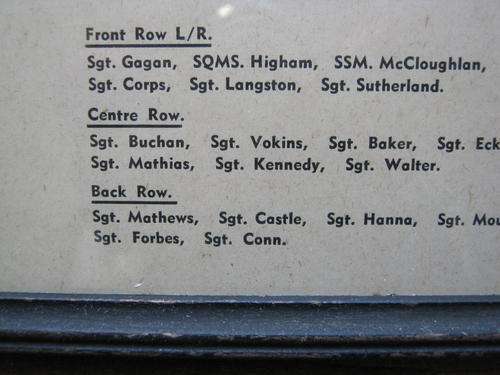 Front Row L/R.
Sgt. Gagan, SQMS. Higham, SSM. McCloughlan,
Sgt. Corps, Sgt. Langston, Sgt. Sutherland.
Centre Row.
Sgt. Buchan, Sgt. Vokins, Sgt. Baker, Sgt. Eck
Sgt. Mathias, Sgt. Kennedy, Sgt. Walter.
Back Row.
Sgt. Mathews, Sgt. Castle, Sgt. Hanna, Sgt. Mou
Sgt. Forbes, Sgt. Conn.